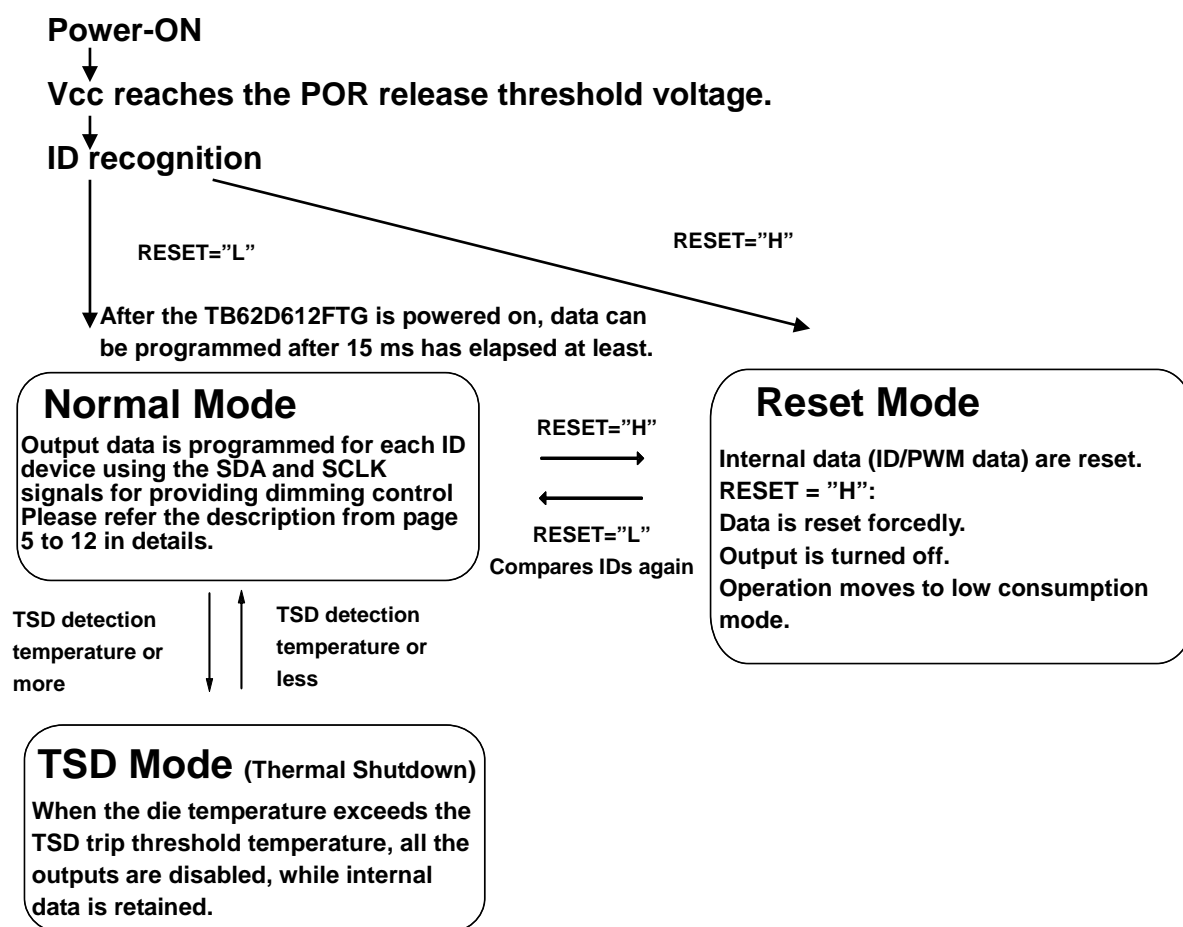 Power-ON
Vcc reaches the POR release threshold voltage.
ID recognition
RESET=”L”
RESET=”H”
After the TB62D612FTG is powered on, data can
be programmed after 15 ms has elapsed at least.
Normal Mode
Output data is programmed for each ID
device using the SDA and SCLK
signals for providing dimming control
Please refer the description from page
5 to 12 in details.
RESET=”H”
RESET=”L”
Compares IDs again
Reset Mode
Internal data (ID/PWM data) are reset.
RESET = ”H”:
Data is reset forcedly.
Output is turned off.
Operation moves to low consumption
mode.
TSD detection
temperature or
more
TSD detection
temperature or
less
TSD Mode (Thermal Shutdown)
When the die temperature exceeds the
TSD trip threshold temperature, all the
outputs are disabled, while internal
data is retained.